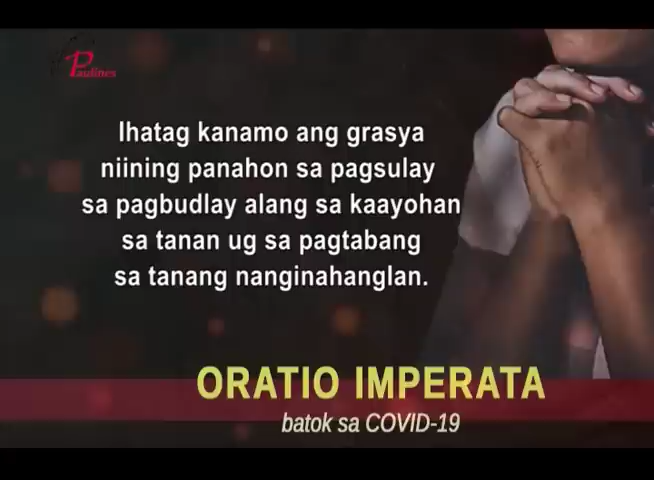 Paulines
Ihatag kanamo ang grasya
niining panahon sa pagsulay
sa pagbudlay alang sa kaayohan
sa tanan ug sa pagtabang
sa tanang nanginahanglan.
ORATIO IMPERATA
batok sa COVID-19